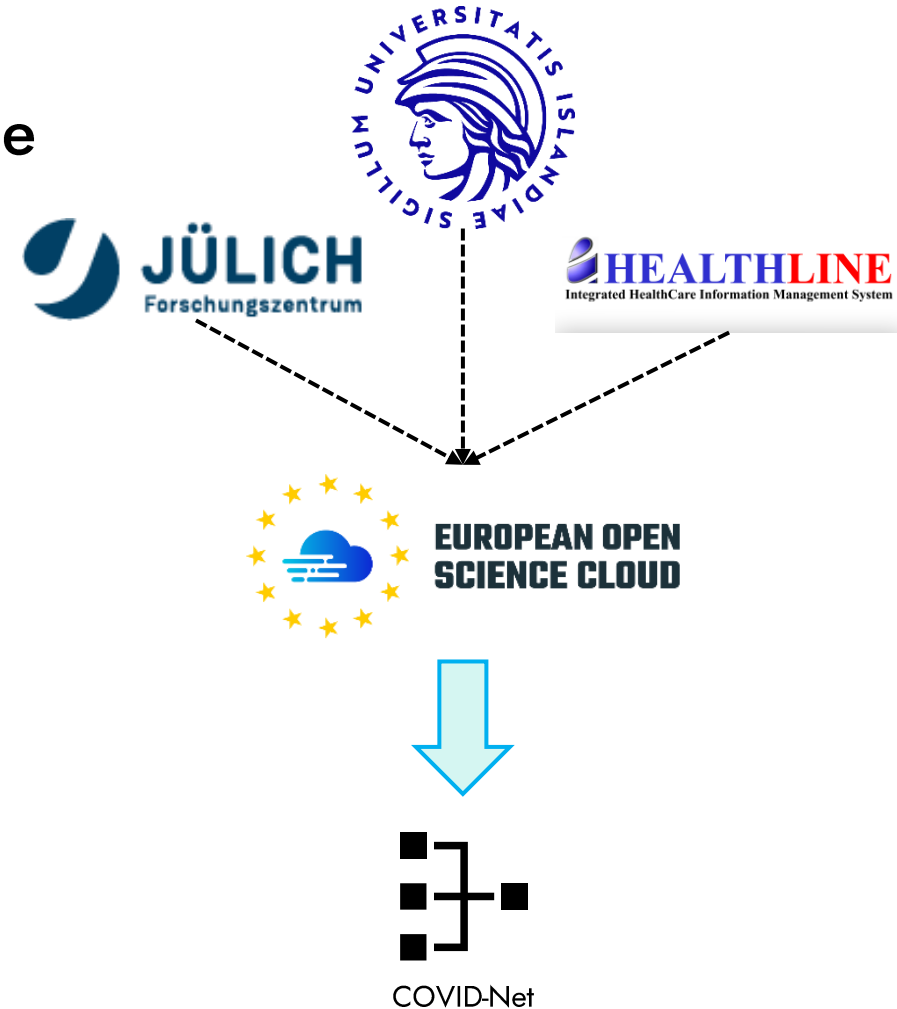 SIGILLUM UNIVERSITATIS ISLANDIAE
e
JÜLICH
Forschungszentrum
HEALTHLINE
Integrated HealthCare Information Management System
EUROPEAN OPEN
SCIENCE CLOUD
COVID-Net